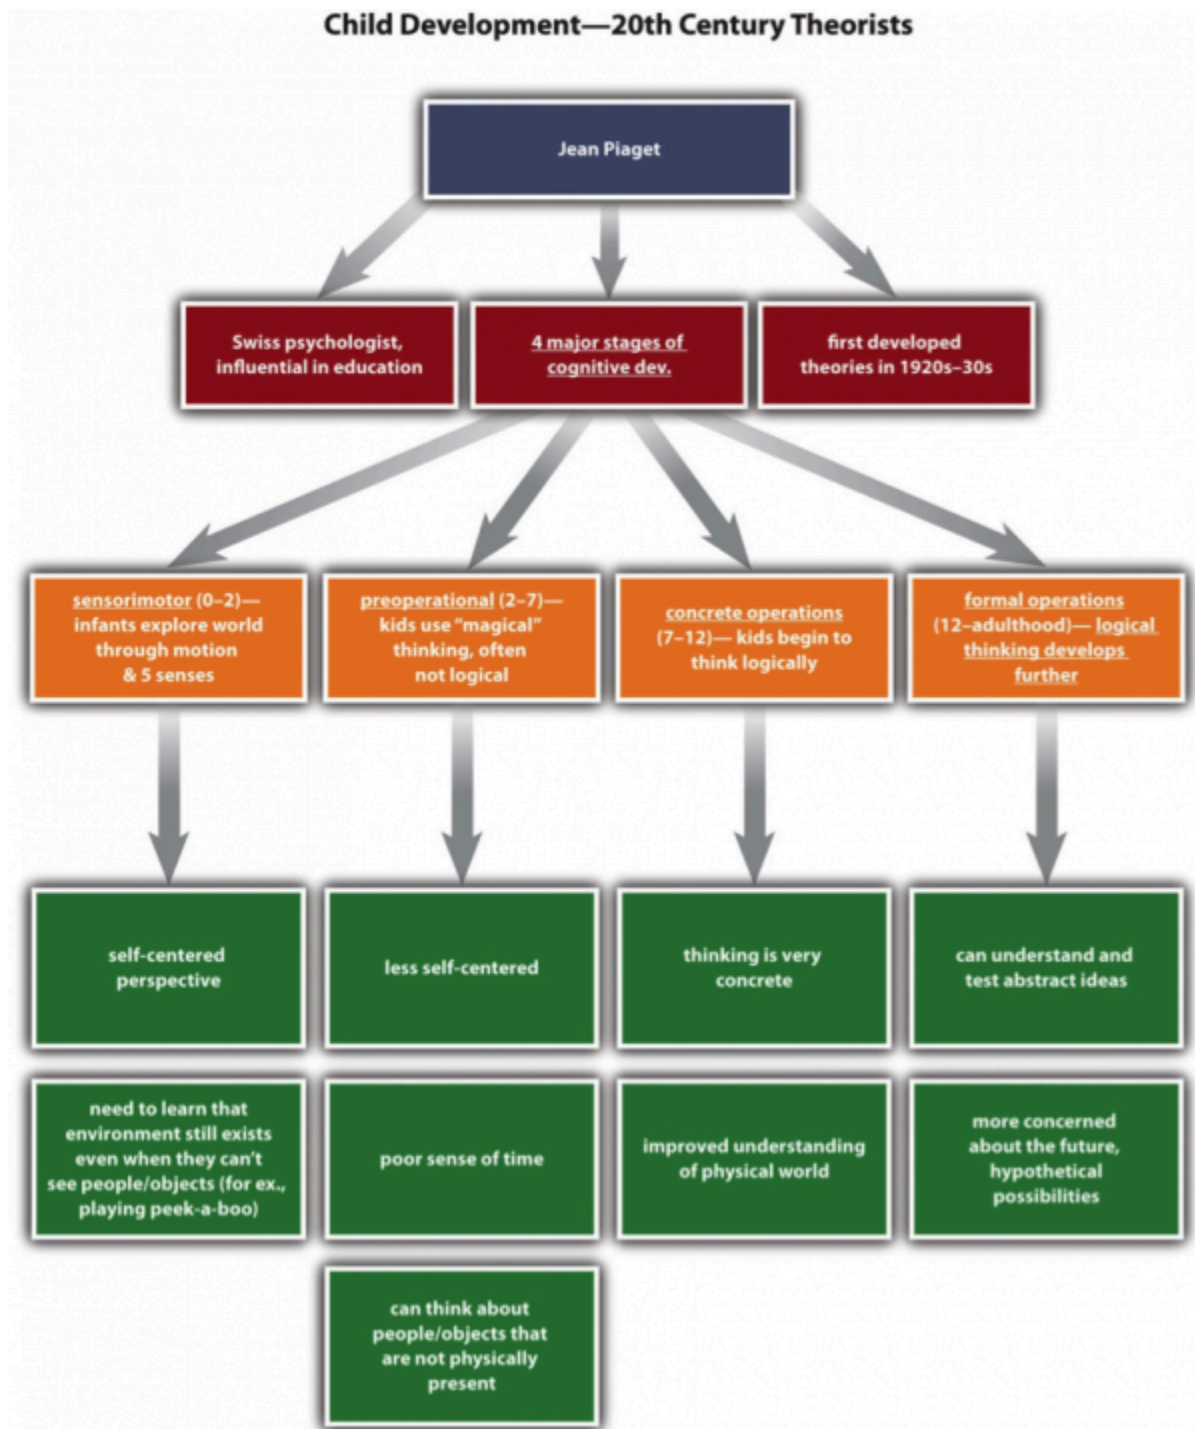 Child Development—20th Century Theorists
Jean Piaget
Swiss psychologist,
influential in education
4 major stages of
cognitive dev.
first developed
theories in 1920s–30s
sensorimotor (0–2)—
infants explore world
through motion
& 5 senses
preoperational (2–7)—
kids use “magical”
thinking, often
not logical
concrete operations
(7–12)— kids begin to
think logically
formal operations
(12–adulthood)— logical
thinking develops
further
self-centered
perspective
less self-centered
thinking is very
concrete
can understand and
test abstract ideas
need to learn that
environment still exists
even when they can’t
see people/objects (for ex.,
playing peek-a-boo)
poor sense of time
improved understanding
of physical world
more concerned
about the future,
hypothetical
possibilities
can think about
people/objects that
are not physically
present